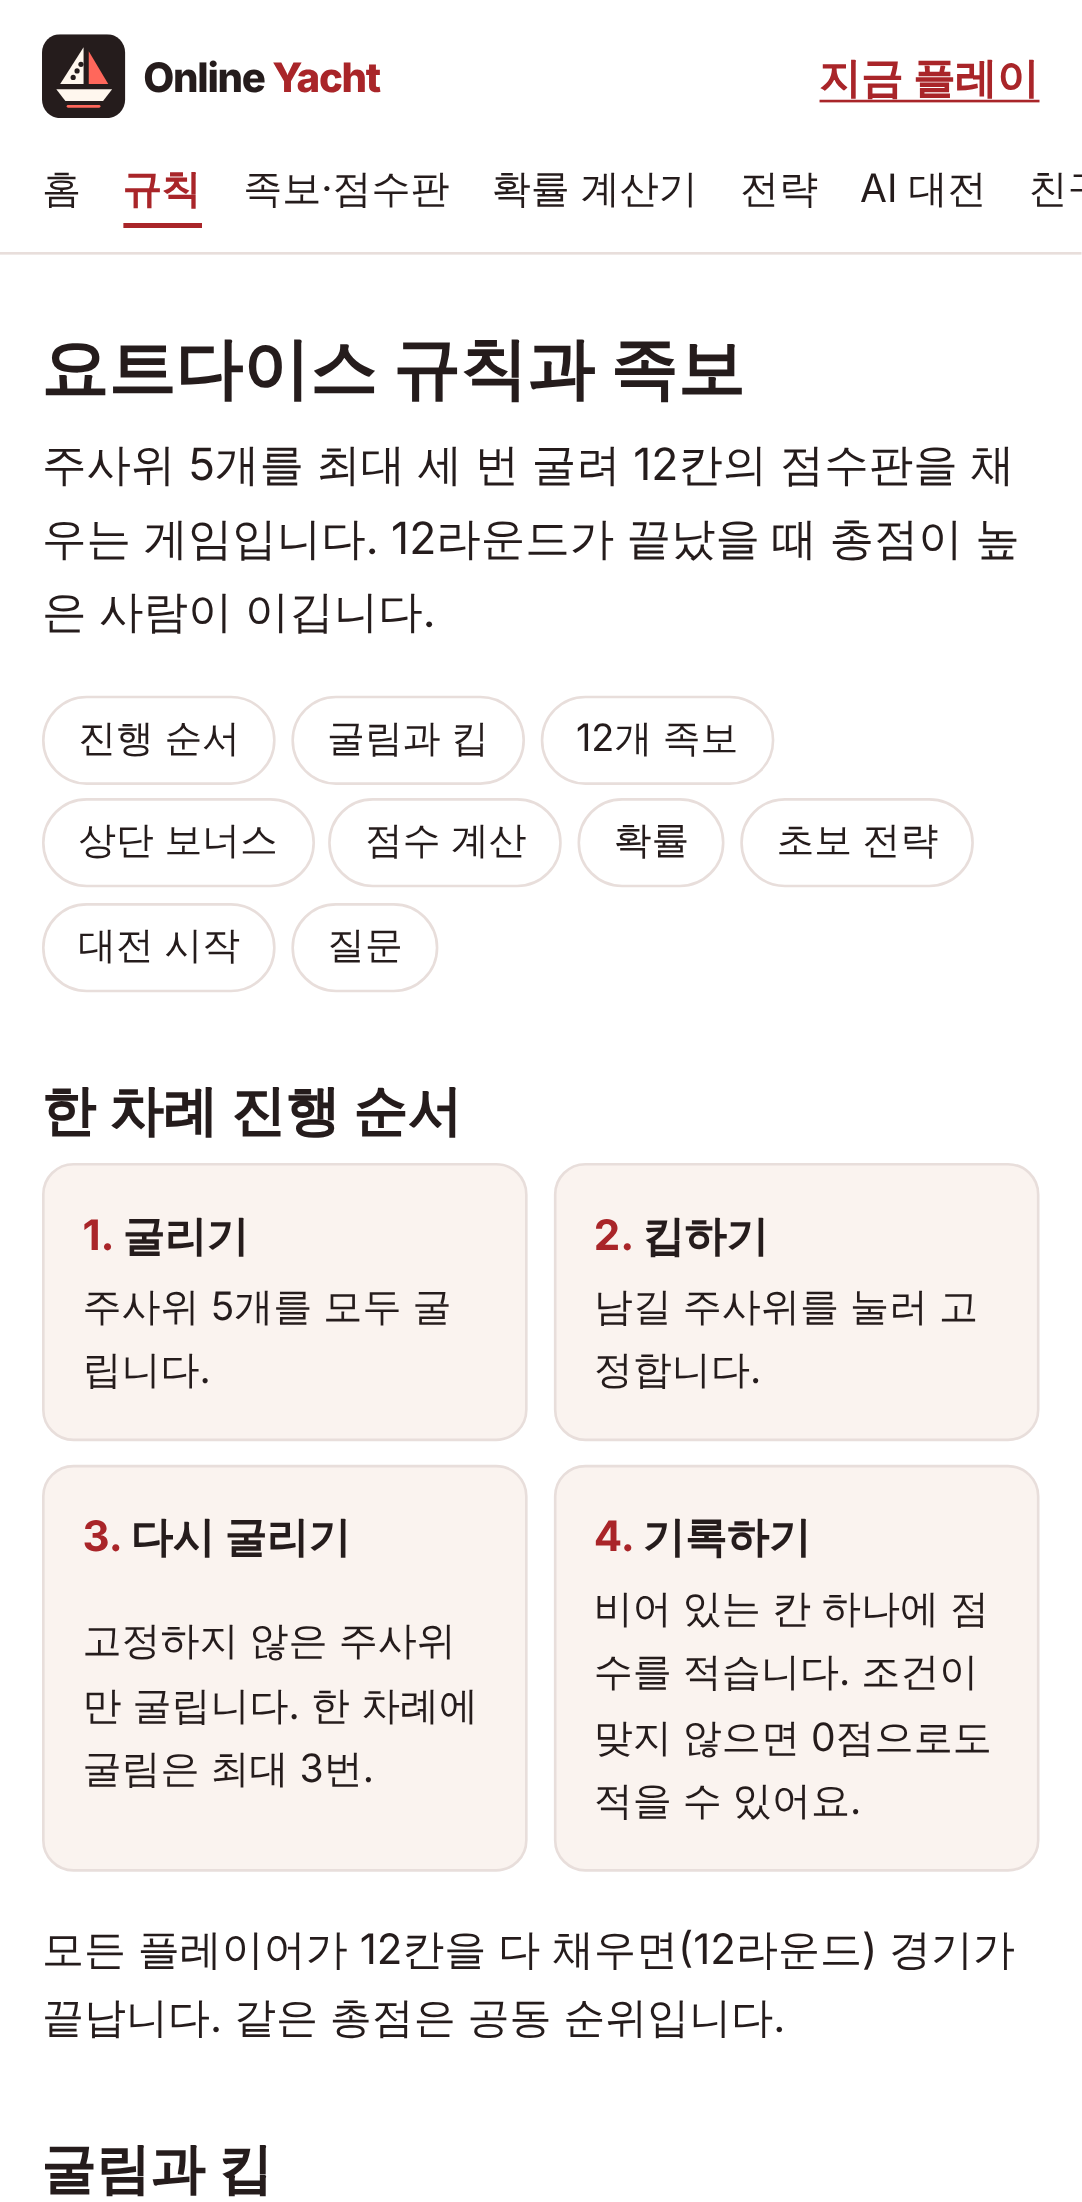 Online Yacht
지금 플레이
홈 규칙 족보·점수판 확률 계산기 전략 AI 대전 친구
요트다이스 규칙과 족보
주사위 5개를 최대 세 번 굴려 12칸의 점수판을 채
우는 게임입니다. 12라운드가 끝났을 때 총점이 높
은 사람이 이깁니다.
진행 순서 굴림과 킵 12개 족보
상단 보너스 점수 계산 확률 초보 전략
대전 시작 질문
한 차례 진행 순서
1. 굴리기
주사위 5개를 모두 굴
립니다.
2. 킵하기
남길 주사위를 눌러 고
정합니다.
3. 다시 굴리기
고정하지 않은 주사위
만 굴립니다. 한 차례에
굴림은 최대 3번.
4. 기록하기
비어 있는 칸 하나에 점
수를 적습니다. 조건이
맞지 않으면 0점으로도
적을 수 있어요.
모든 플레이어가 12칸을 다 채우면(12라운드) 경기가
끝납니다. 같은 총점은 공동 순위입니다.
굴림과 킵